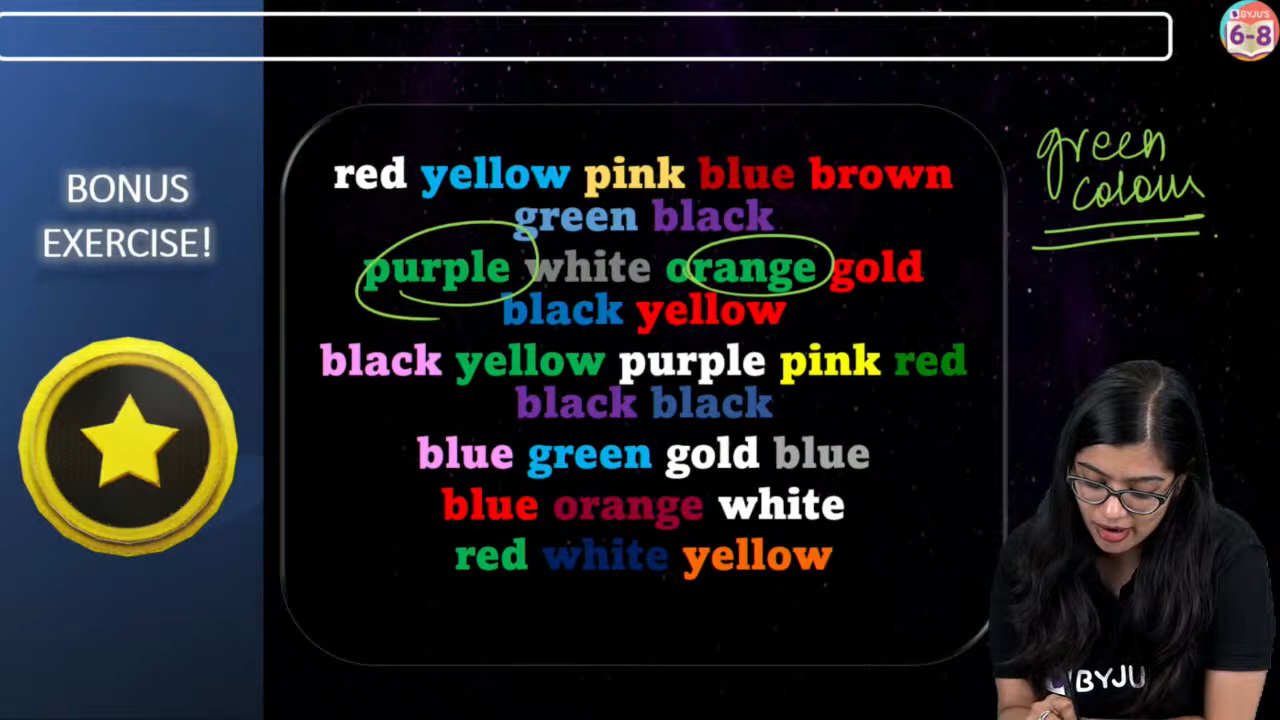 BYJU'S
6-8
green
colour
BONUS
EXERCISE!
red yellow pink blue brown
green black
purple white orange gold
black yellow
black yellow purple pink red
black black
blue green gold blue
blue orange white
red white yellow
BYJU